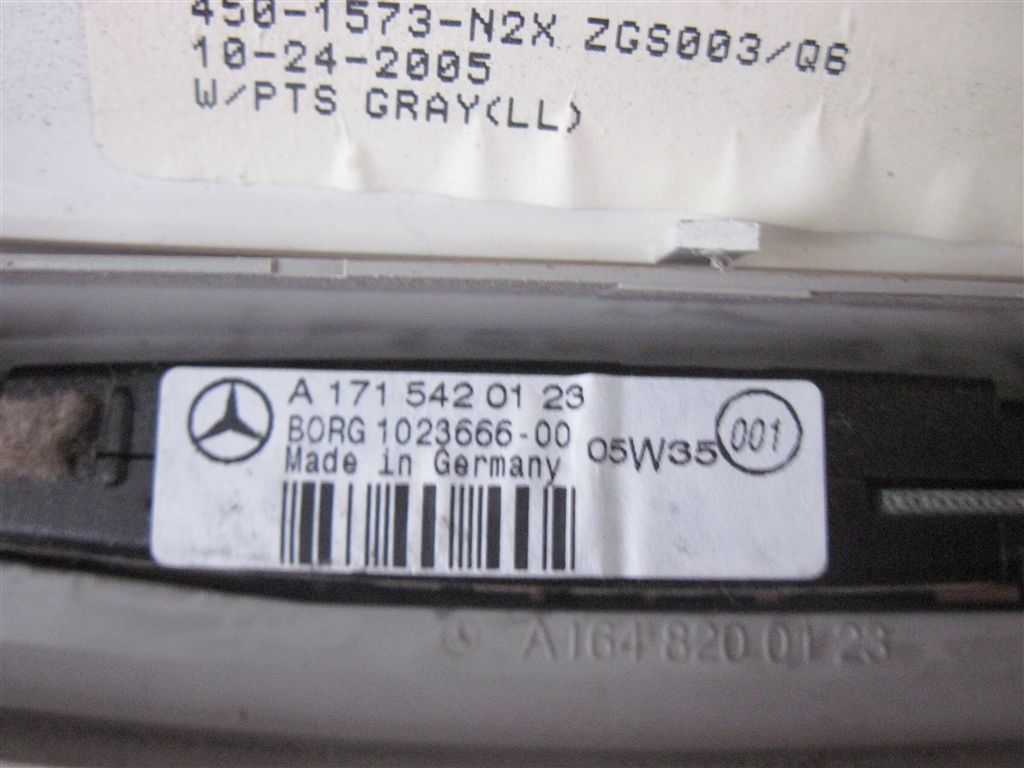 450-1573-N2X ZGS003/Q6
10-24-2005
W/PTS GRAY(LL)
A 171 542 01 23
BORG 1023666-00
Made in Germany
05W35
001
A 164 820 01 23